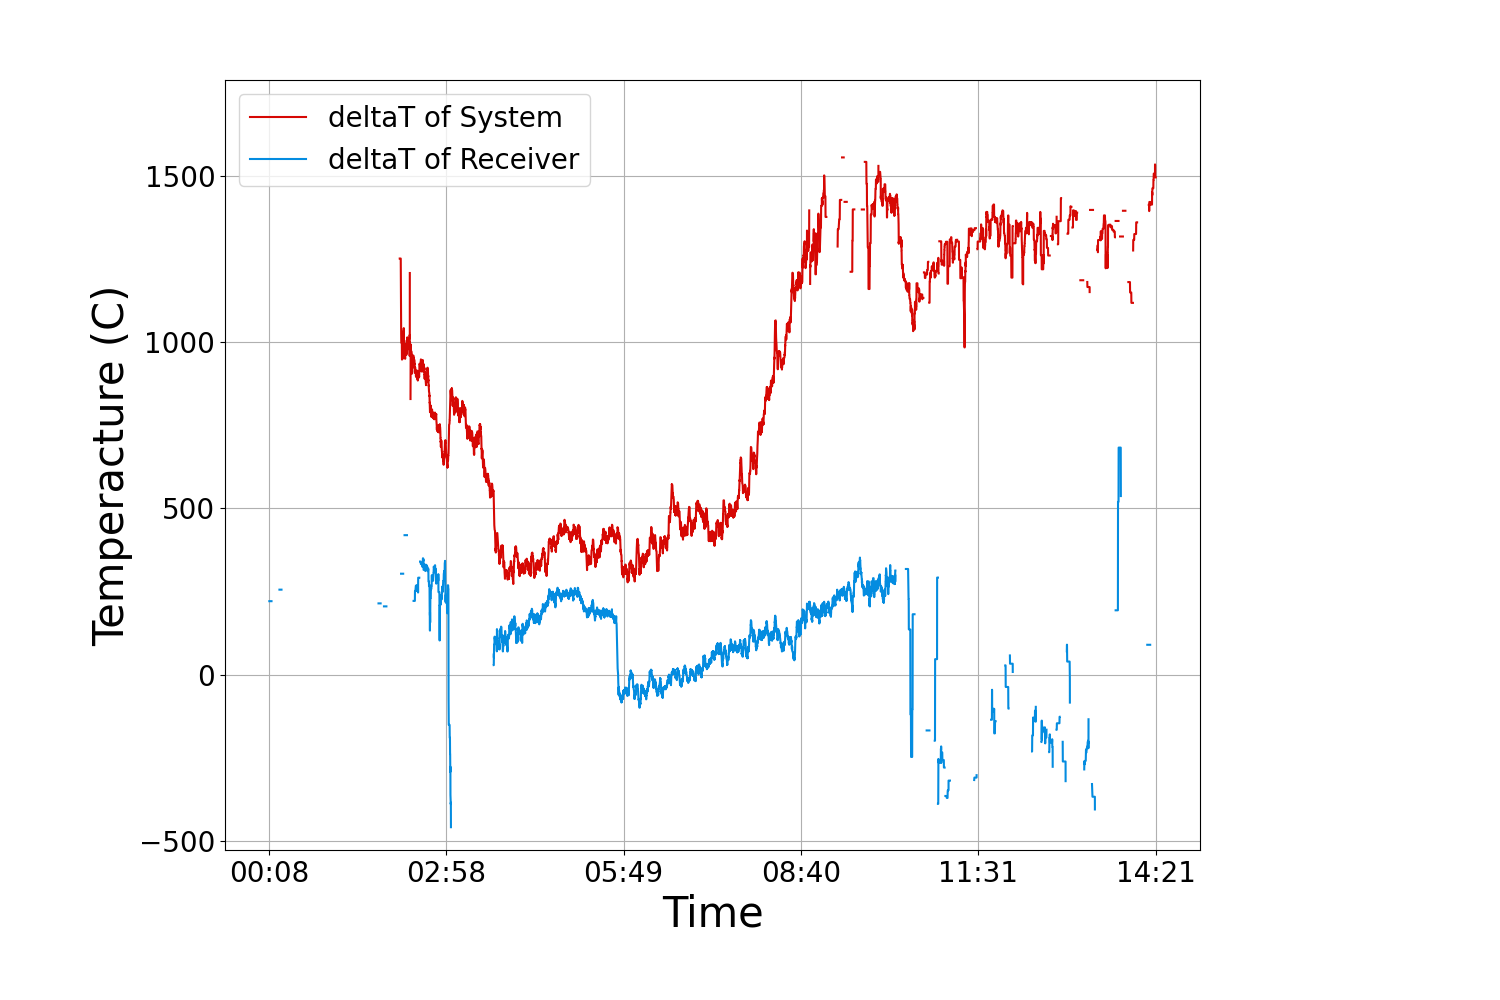 deltaT of System
deltaT of Receiver
1500
1000
500
0
−500
Temperacture (C)
00:08 02:58 05:49 08:40 11:31 14:21
Time